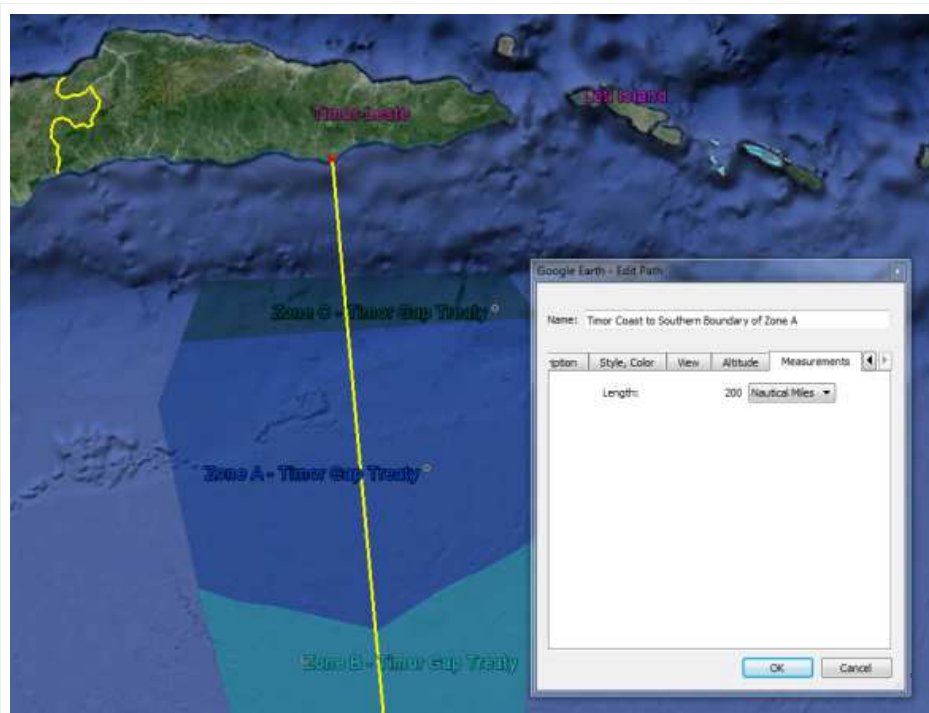 Timor Leste
Leti Island
Zone C - Timor Gap Treaty
Zone A - Timor Gap Treaty
Zone B - Timor Gap Treaty
Google Earth - Edit Path
Name: Timor Coast to Southern Boundary of Zone A
iption Style, Color View Altitude Measurements
Length: 200 Nautical Miles
OK Cancel